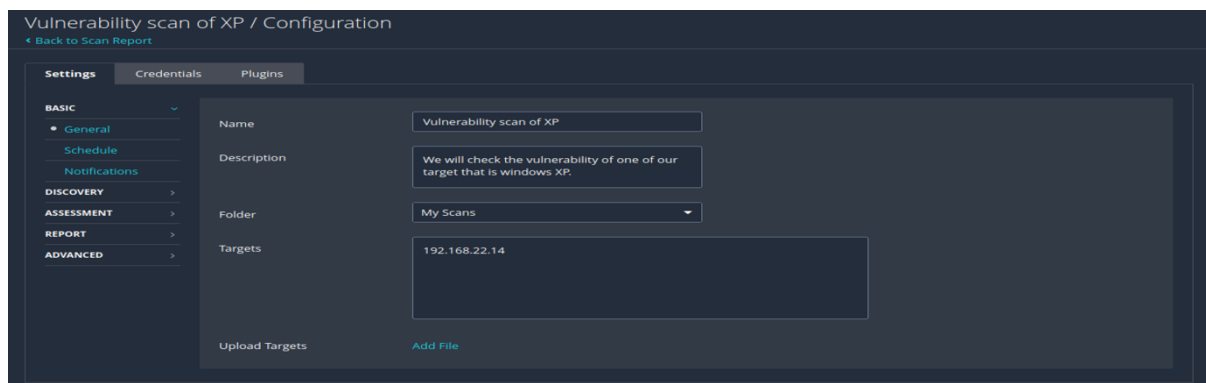 Vulnerability scan of XP / Configuration
Back to Scan Report
Settings
Credentials
Plugins
BASIC
General
Schedule
Notifications
DISCOVERY
ASSESSMENT
REPORT
ADVANCED
Name
Vulnerability scan of XP
Description
We will check the vulnerability of one of our
target that is windows XP.
Folder
My Scans
Targets
192.168.22.14
Upload Targets
Add File